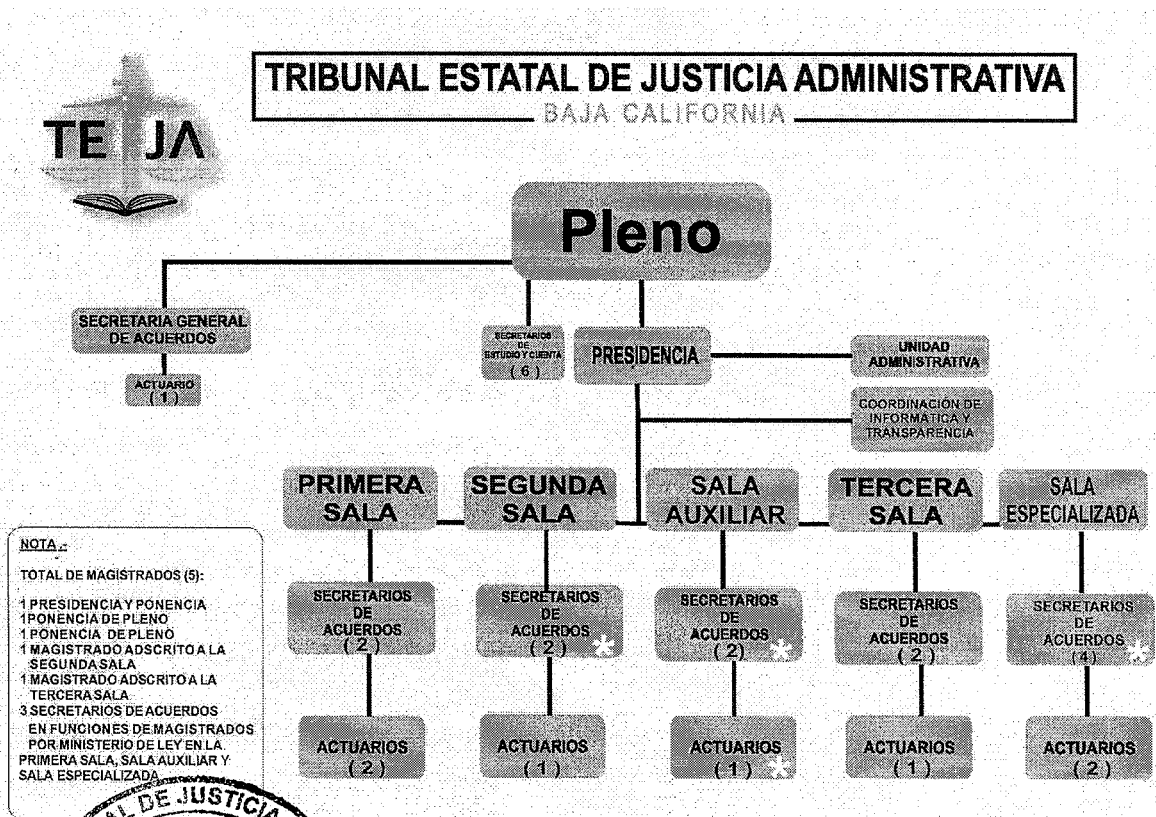 TRIBUNAL ESTATAL DE JUSTICIA ADMINISTRATIVA
BAJA CALIFORNIA
TEJA
Pleno
SECRETARIA GENERAL
DE ACUERDOS
ACTUARIO
( 1 )
SECRETARIOS
DE
ESTUDIO Y CUENTA
( 6 )
PRESIDENCIA
UNIDAD
ADMINISTRATIVA
COORDINACIÓN DE
INFORMATICA Y
TRANSPARENCIA
PRIMERA
SALA
SEGUNDA
SALA
SALA
AUXILIAR
TERCERA
SALA
SALA
ESPECIALIZADA
SECRETARIOS
DE
ACUERDOS
( 2 )
SECRETARIOS
DE
ACUERDOS
( 2 ) *
SECRETARIOS
DE
ACUERDOS
( 2) *
SECRETARIOS
DE
ACUERDOS
( 2 )
SECRETARIOS
DE
ACUERDOS
(4) *
ACTUARIOS
( 2 )
ACTUARIOS
( 1 )
ACTUARIOS
( 1 ) *
ACTUARIOS
( 1 )
ACTUARIOS
( 2 )
NOTA.-
TOTAL DE MAGISTRADOS (5):
1 PRESIDENCIA Y PONENCIA
1 PONENCIA DE PLENO
1 PONENCIA DE PLENO
1 MAGISTRADO ADSCRITO A LA
SEGUNDA SALA
1 MAGISTRADO ADSCRITO A LA
TERCERA SALA
3 SECRETARIOS DE ACUERDOS
EN FUNCIONES DE MAGISTRADOS
POR MINISTERIO DE LEY EN LA
PRIMERA SALA, SALA AUXILIAR Y
SALA ESPECIALIZADA
AL DE JUSTICIA